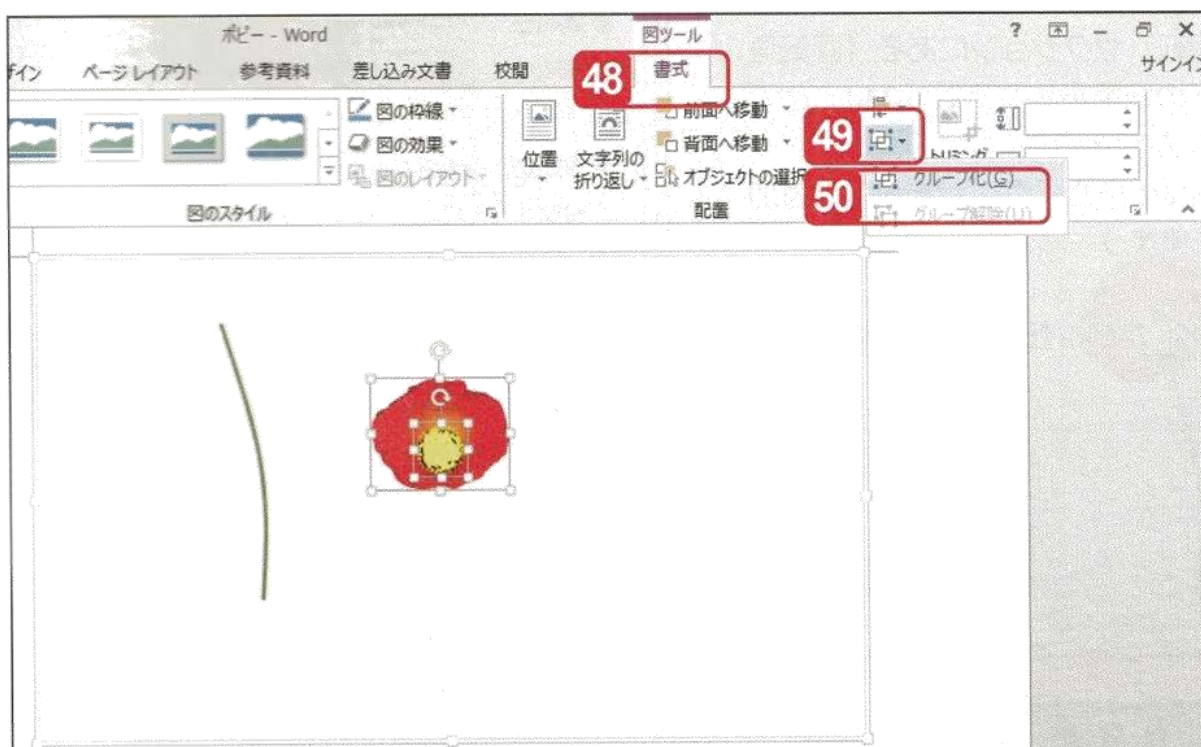 ポピー - Word
図ツール
?
サインイン
ザイン
ページ レイアウト
参考資料
差し込み文書
校閲
48
書式
図の枠線
図の効果
図のレイアウト
図のスタイル
位置
文字列の
折り返し
前面へ移動
背面へ移動
オブジェクトの選択
配置
49
トリミング
50
グループ化(G)
グループ解除(U)